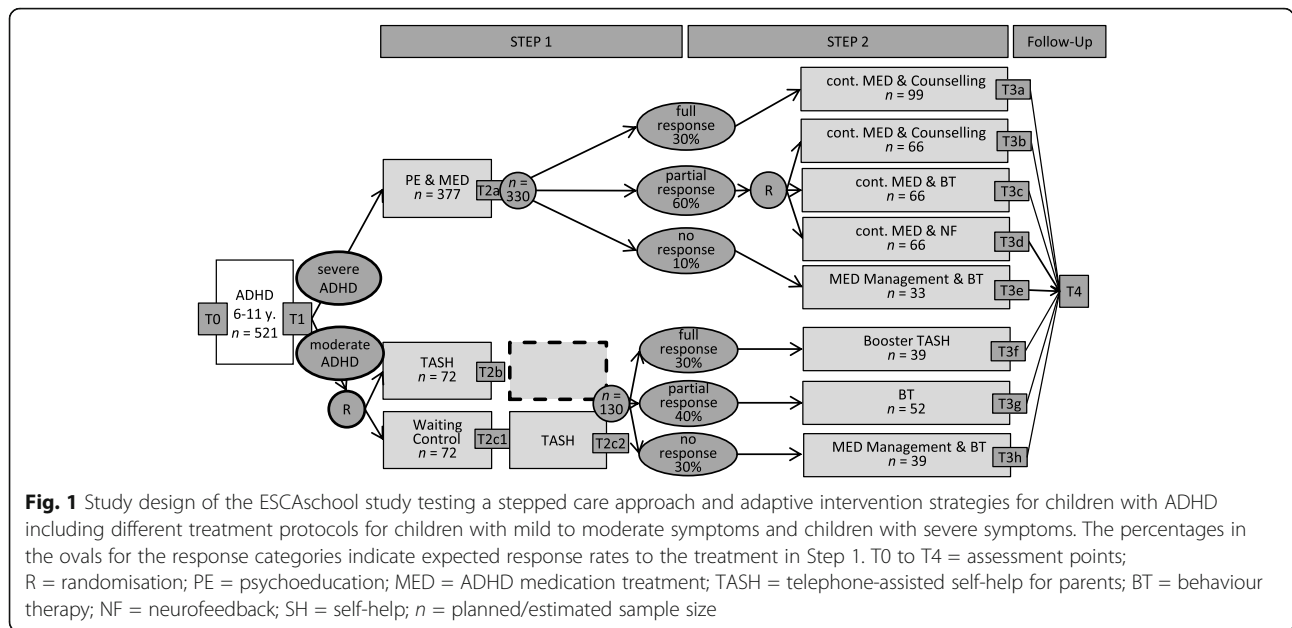 STEP 1
STEP 2
Follow-Up
cont. MED & Counselling
n = 99
T3a
full
response
30%
cont. MED & Counselling
n = 66
T3b
PE & MED
n = 377
T2a
n =
330
partial
response
60%
R
cont. MED & BT
n = 66
T3c
cont. MED & NF
n = 66
T3d
no
response
10%
severe
ADHD
MED Management & BT
n = 33
T3e
T4
T0
ADHD
6-11 y.
n = 521
T1
moderate
ADHD
TASH
n = 72
T2b
full
response
30%
Booster TASH
n = 39
T3f
R
n =
130
partial
response
40%
BT
n = 52
T3g
Waiting
Control
n = 72
T2c1
TASH
T2c2
no
response
30%
MED Management & BT
n = 39
T3h
Fig. 1 Study design of the ESCAschool study testing a stepped care approach and adaptive intervention strategies for children with ADHD
including different treatment protocols for children with mild to moderate symptoms and children with severe symptoms. The percentages in
the ovals for the response categories indicate expected response rates to the treatment in Step 1. T0 to T4 = assessment points;
R = randomisation; PE = psychoeducation; MED = ADHD medication treatment; TASH = telephone-assisted self-help for parents; BT = behaviour
therapy; NF = neurofeedback; SH = self-help; n = planned/estimated sample size